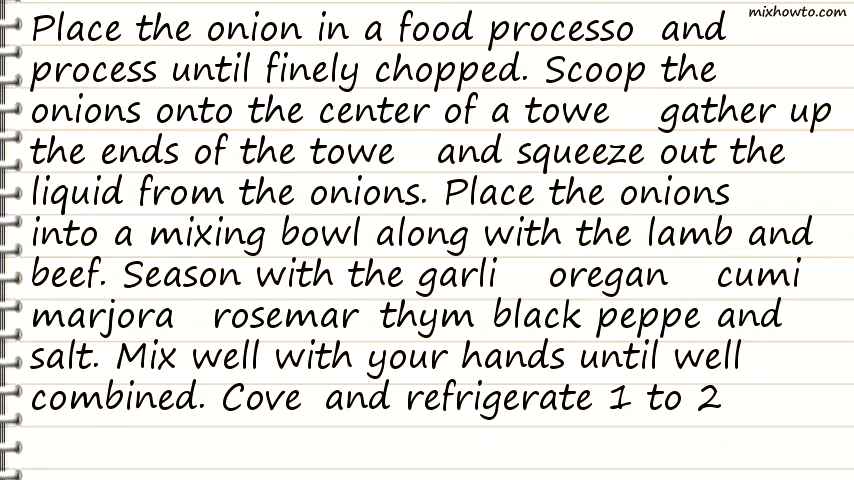 mixhowto.com
Place the onion in a food processo and
process until finely chopped. Scoop the
onions onto the center of a towe gather up
the ends of the towe and squeeze out the
liquid from the onions. Place the onions
into a mixing bowl along with the lamb and
beef. Season with the garli oregan cumi
marjora rosemar thym black peppe and
salt. Mix well with your hands until well
combined. Cove and refrigerate 1 to 2